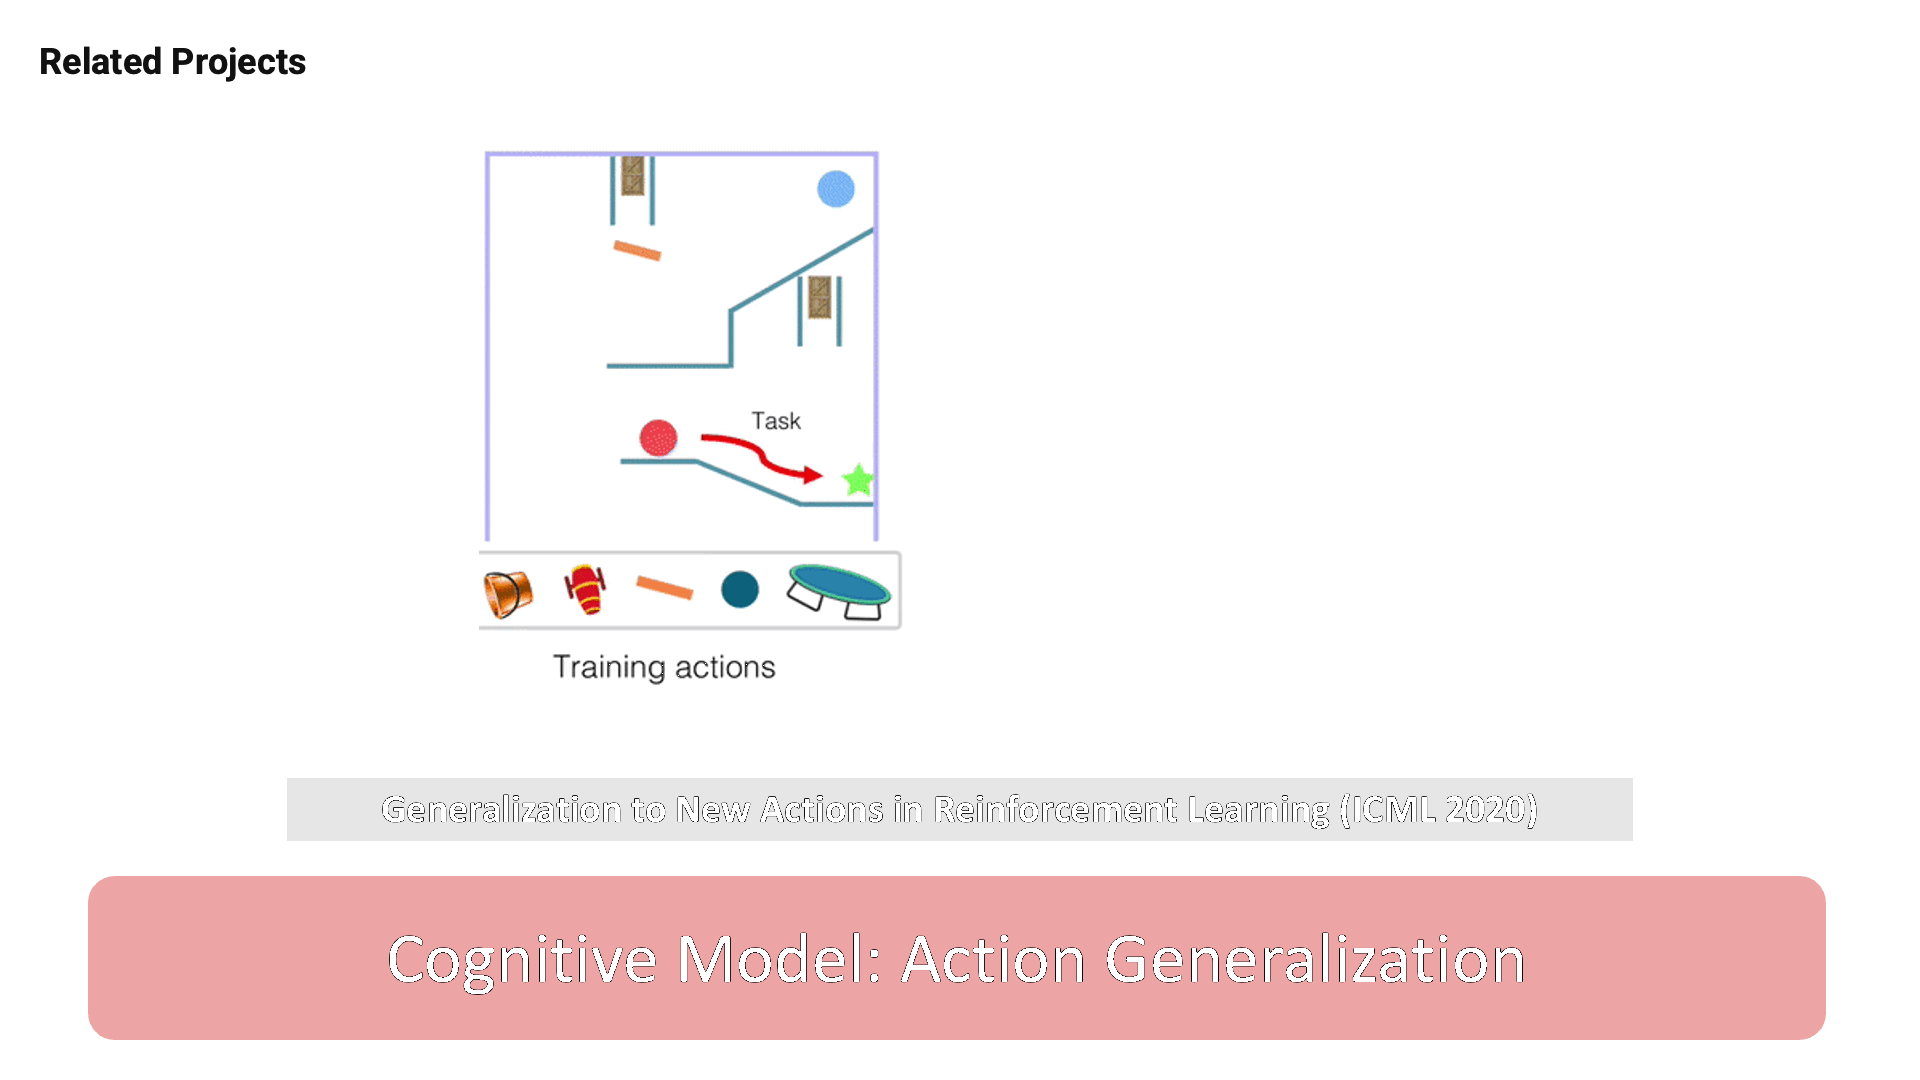 Related Projects
Task
Training actions
Generalization to New Actions in Reinforcement Learning (ICML 2020)
Cognitive Model: Action Generalization